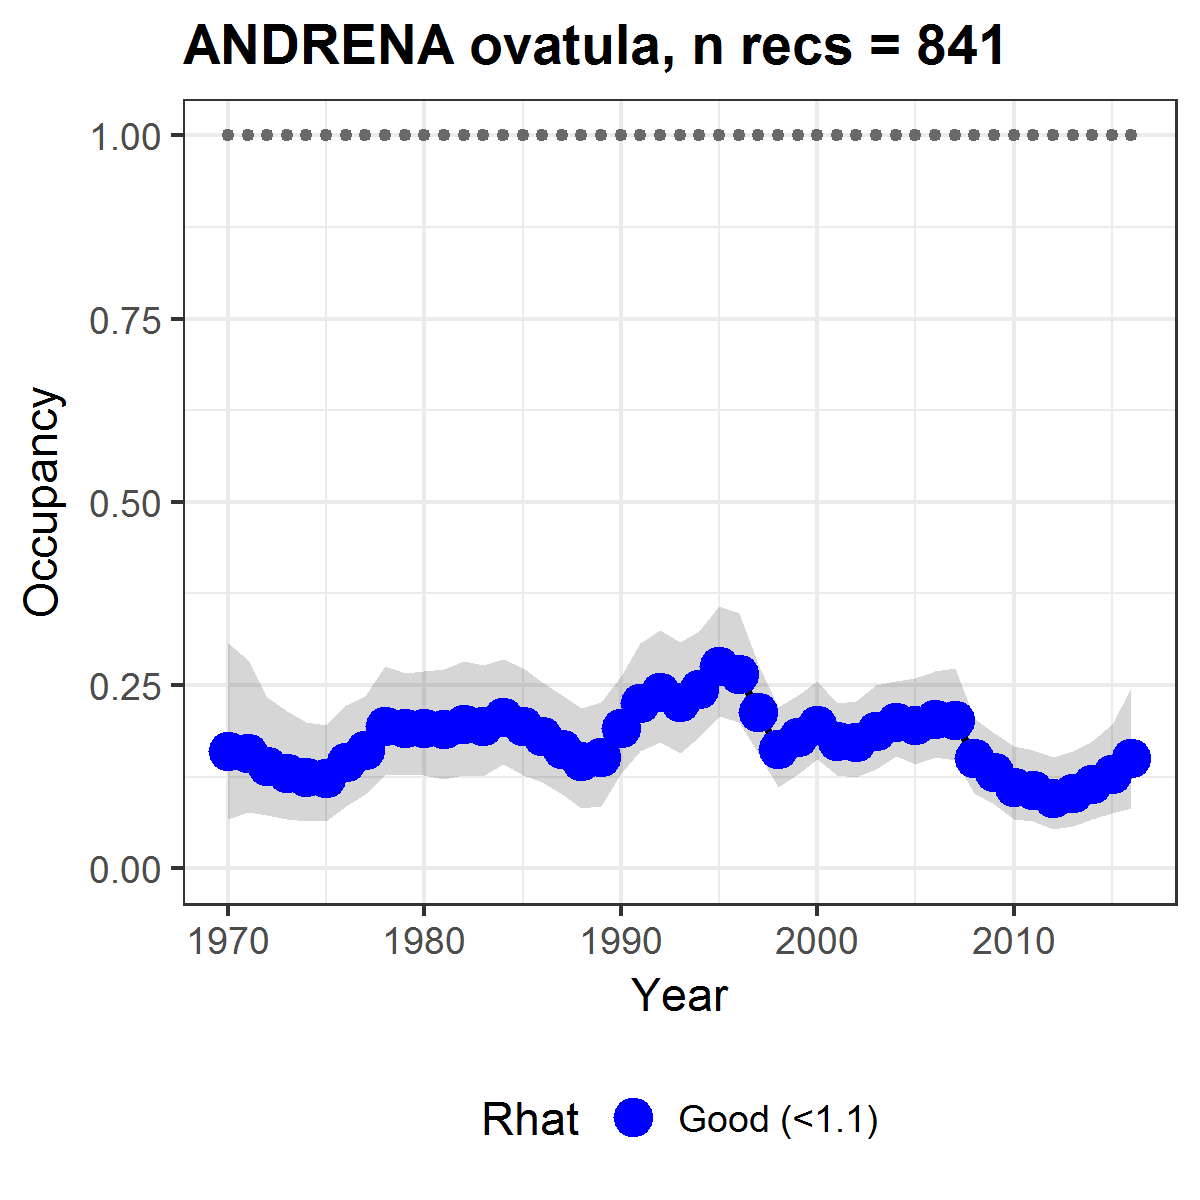 ANDRENA ovatula, n recs = 841
1.00
0.75
0.50
0.25
0.00
Occupancy
1970 1980 1990 2000 2010
Year
Rhat Good (<1.1)